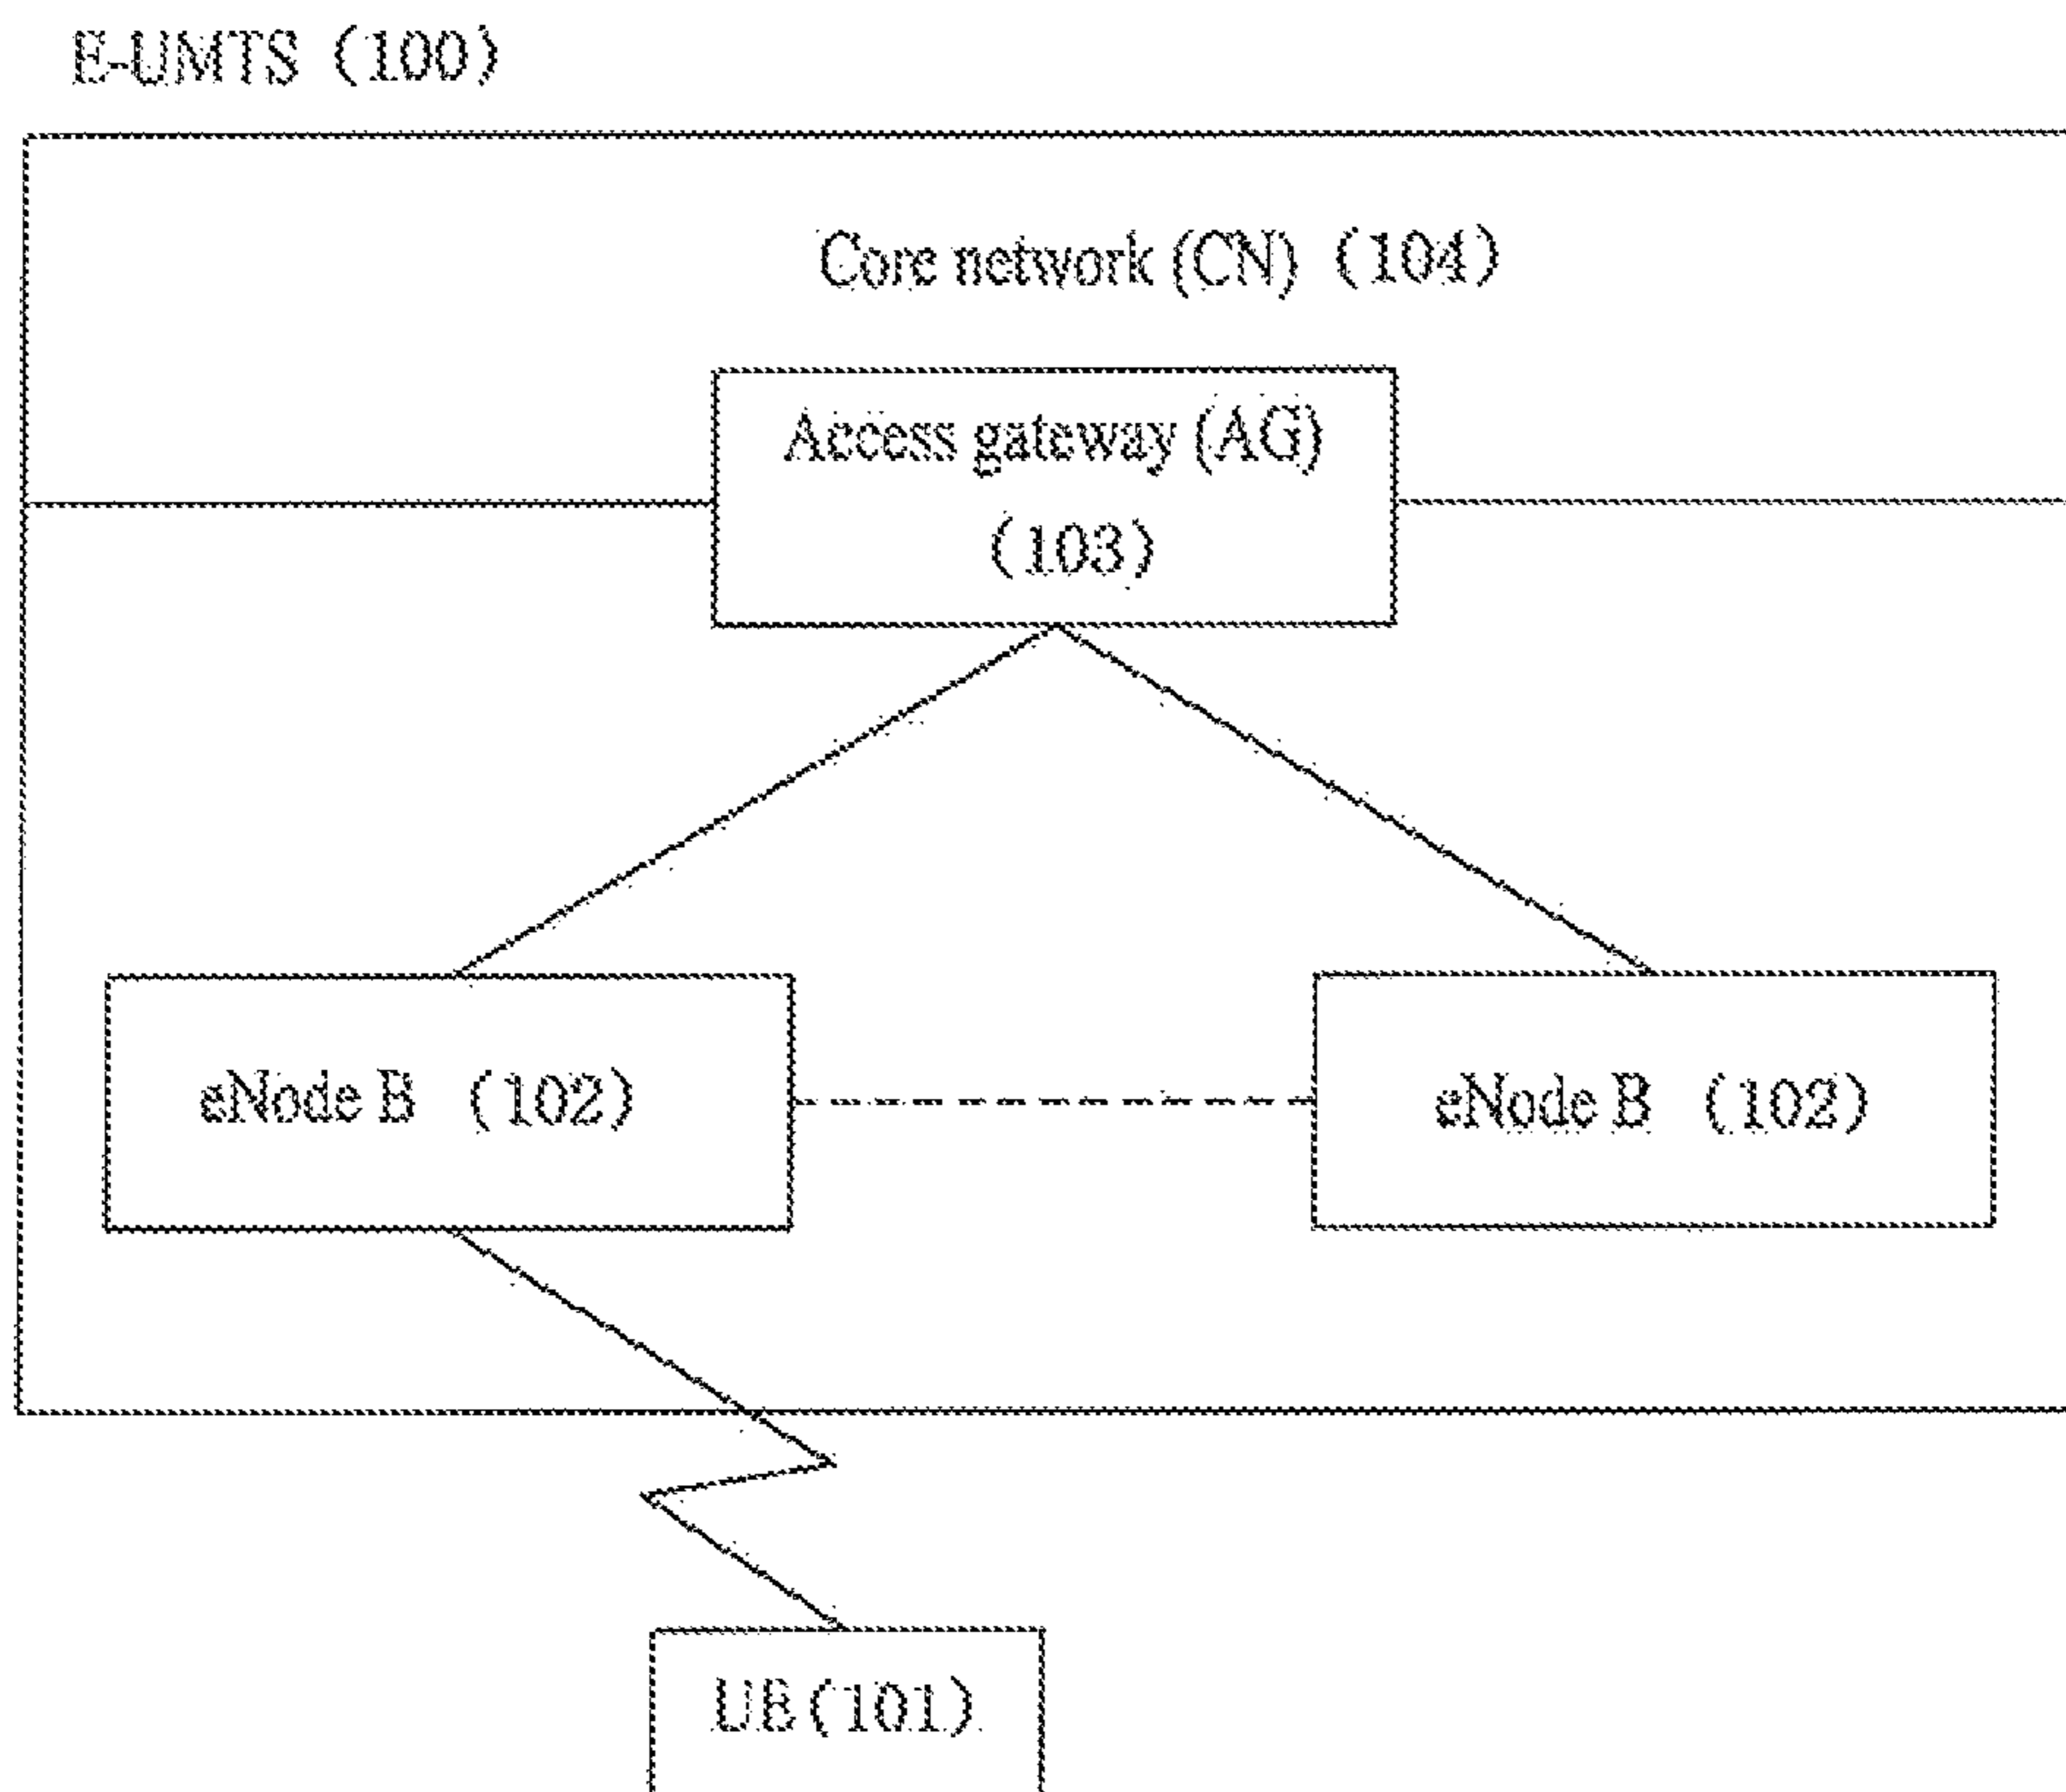 E-UMTS (100)
Core network (CN) (104)
Access gateway (AG)
(103)
eNode B (102)
eNode B (102)
UE(101)